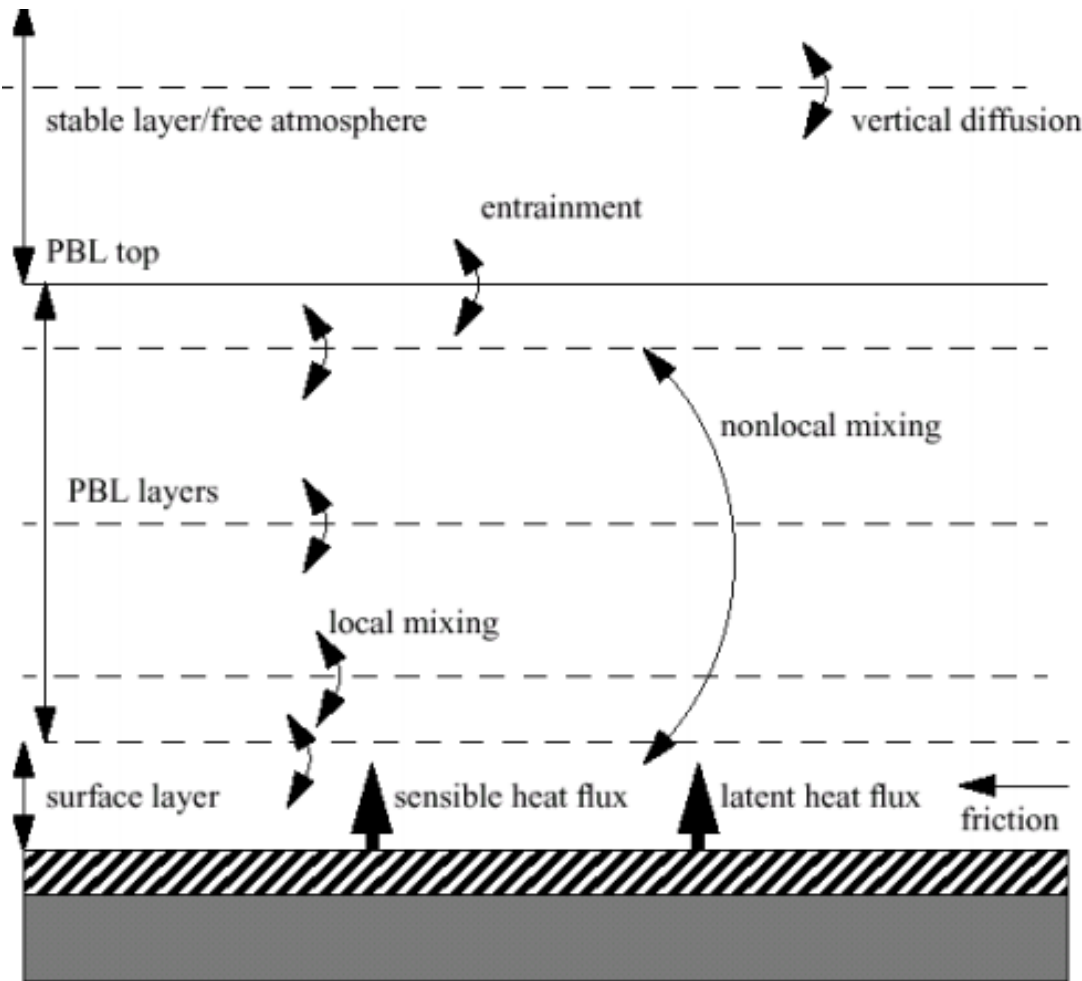 stable layer/free atmosphere
vertical diffusion
entrainment
PBL top
nonlocal mixing
PBL layers
local mixing
surface layer
sensible heat flux
latent heat flux
friction